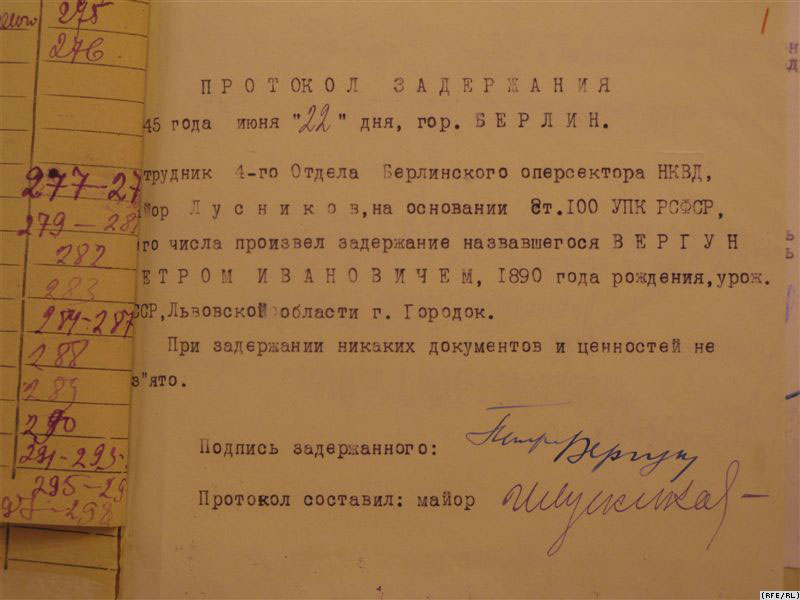 275
276
277-27
279-28
282
283
284-287
288
289
290
291-293
295-29
298
ПРОТОКОЛ ЗАДЕРЖАНИЯ
45 года июня "22" дня, гор. БЕРЛИН.
трудник 4-го Отдела Берлинского оперсектора НКВД,
йор Лусников, на основании Ст.100 УПК РСФСР,
го числа произвел задержание назвавшегося ВЕРГУН
ЕТРОМ ИВАНОВИЧЕМ, 1890 года рождения, урож.
ССР, Львовской области г. Городок.
При задержании никаких документов и ценностей не
з"ято.
Подпись задержанного: Петр Вергун
Протокол составил: майор
(RFE/RL)